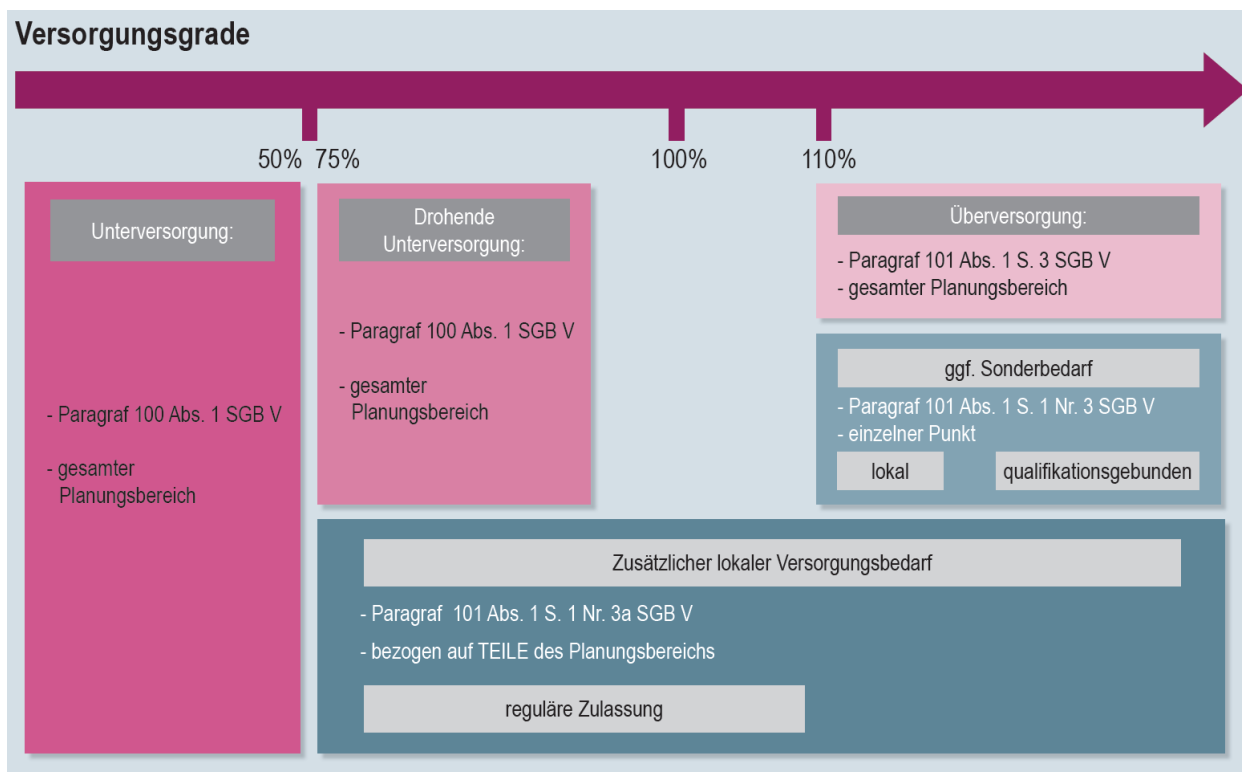 Versorgungsgrade
50% 75% 100% 110%
Unterversorgung:
- Paragraf 100 Abs. 1 SGB V
- gesamter
Planungsbereich
Drohende
Unterversorgung:
- Paragraf 100 Abs. 1 SGB V
- gesamter
Planungsbereich
Überversorgung:
- Paragraf 101 Abs. 1 S. 3 SGB V
- gesamter Planungsbereich
ggf. Sonderbedarf
- Paragraf 101 Abs. 1 S. 1 Nr. 3 SGB V
- einzelner Punkt
lokal
qualifikationsgebunden
Zusätzlicher lokaler Versorgungsbedarf
- Paragraf 101 Abs. 1 S. 1 Nr. 3a SGB V
- bezogen auf TEILE des Planungsbereichs
reguläre Zulassung